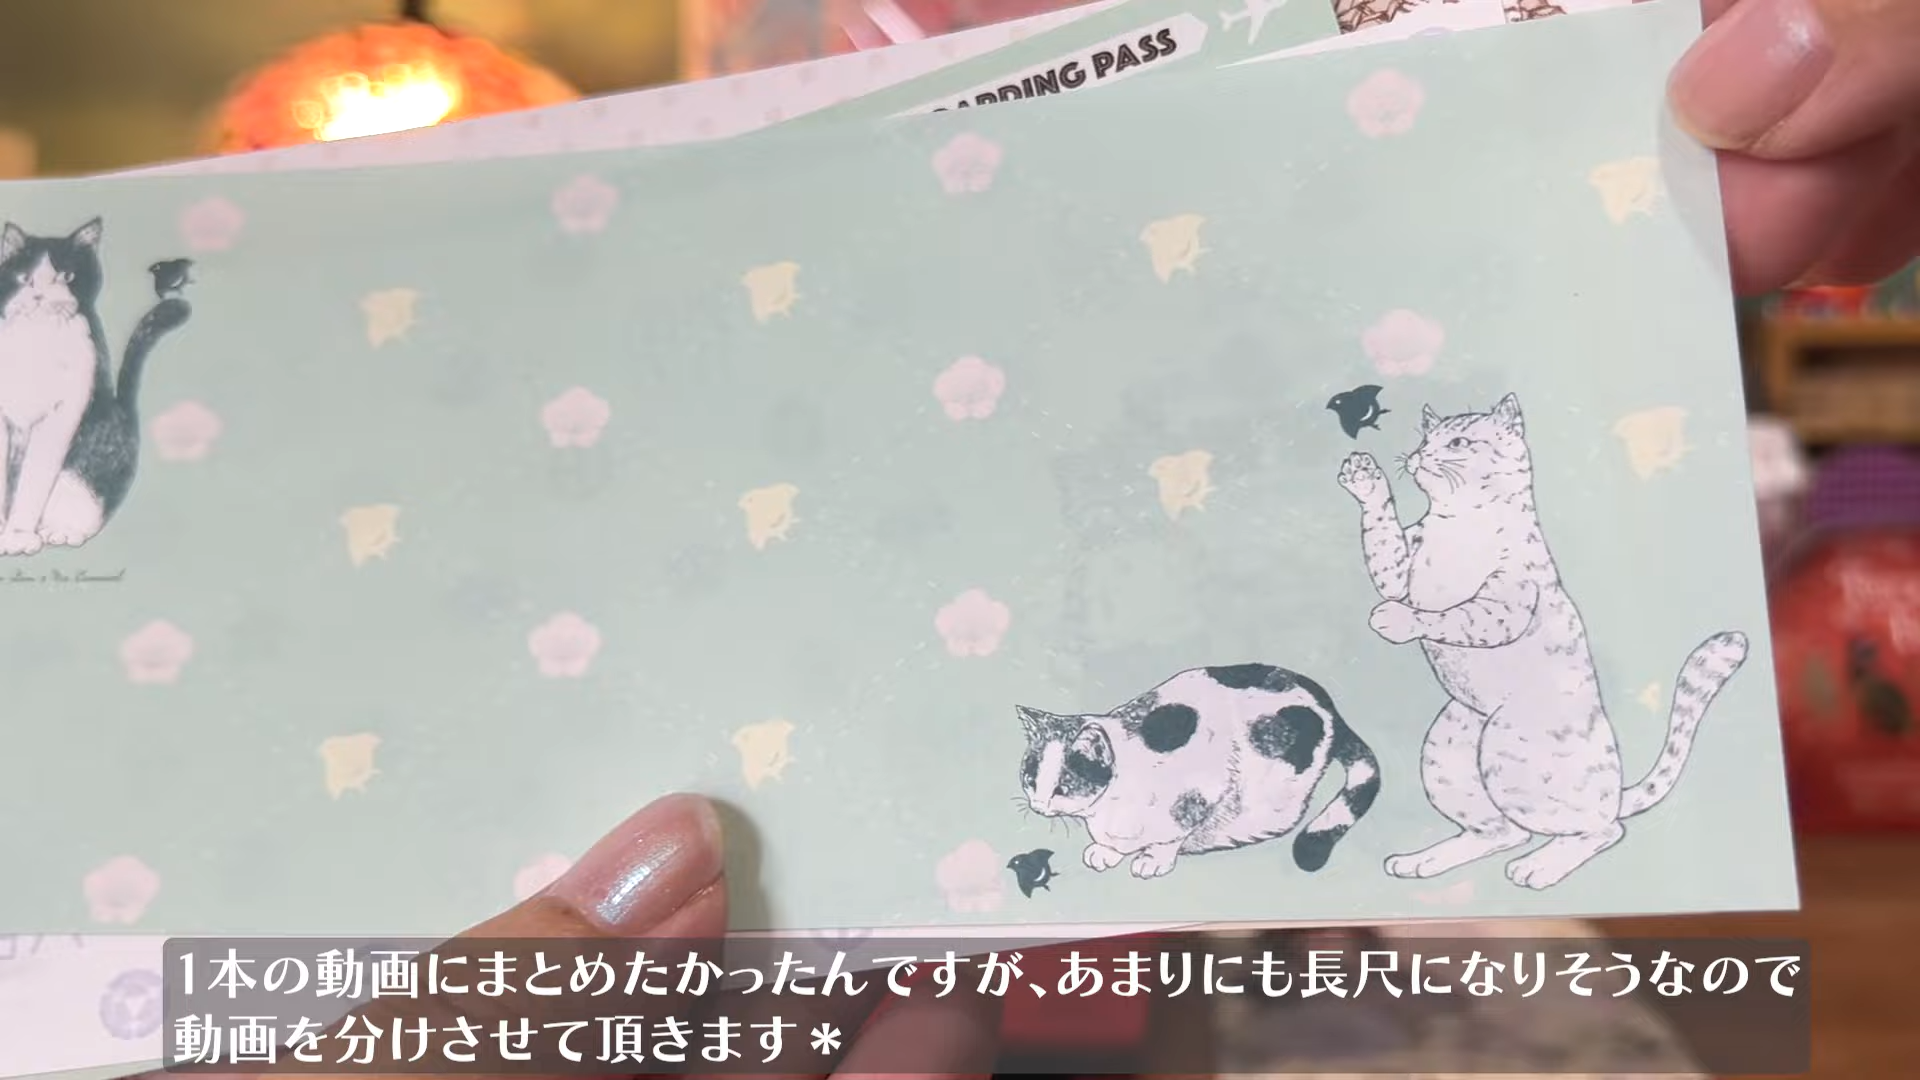 BOARDING PASS
1本の動画にまとめたかったんですが、あまりにも長尺になりそうなので
動画を分けさせて頂きます＊